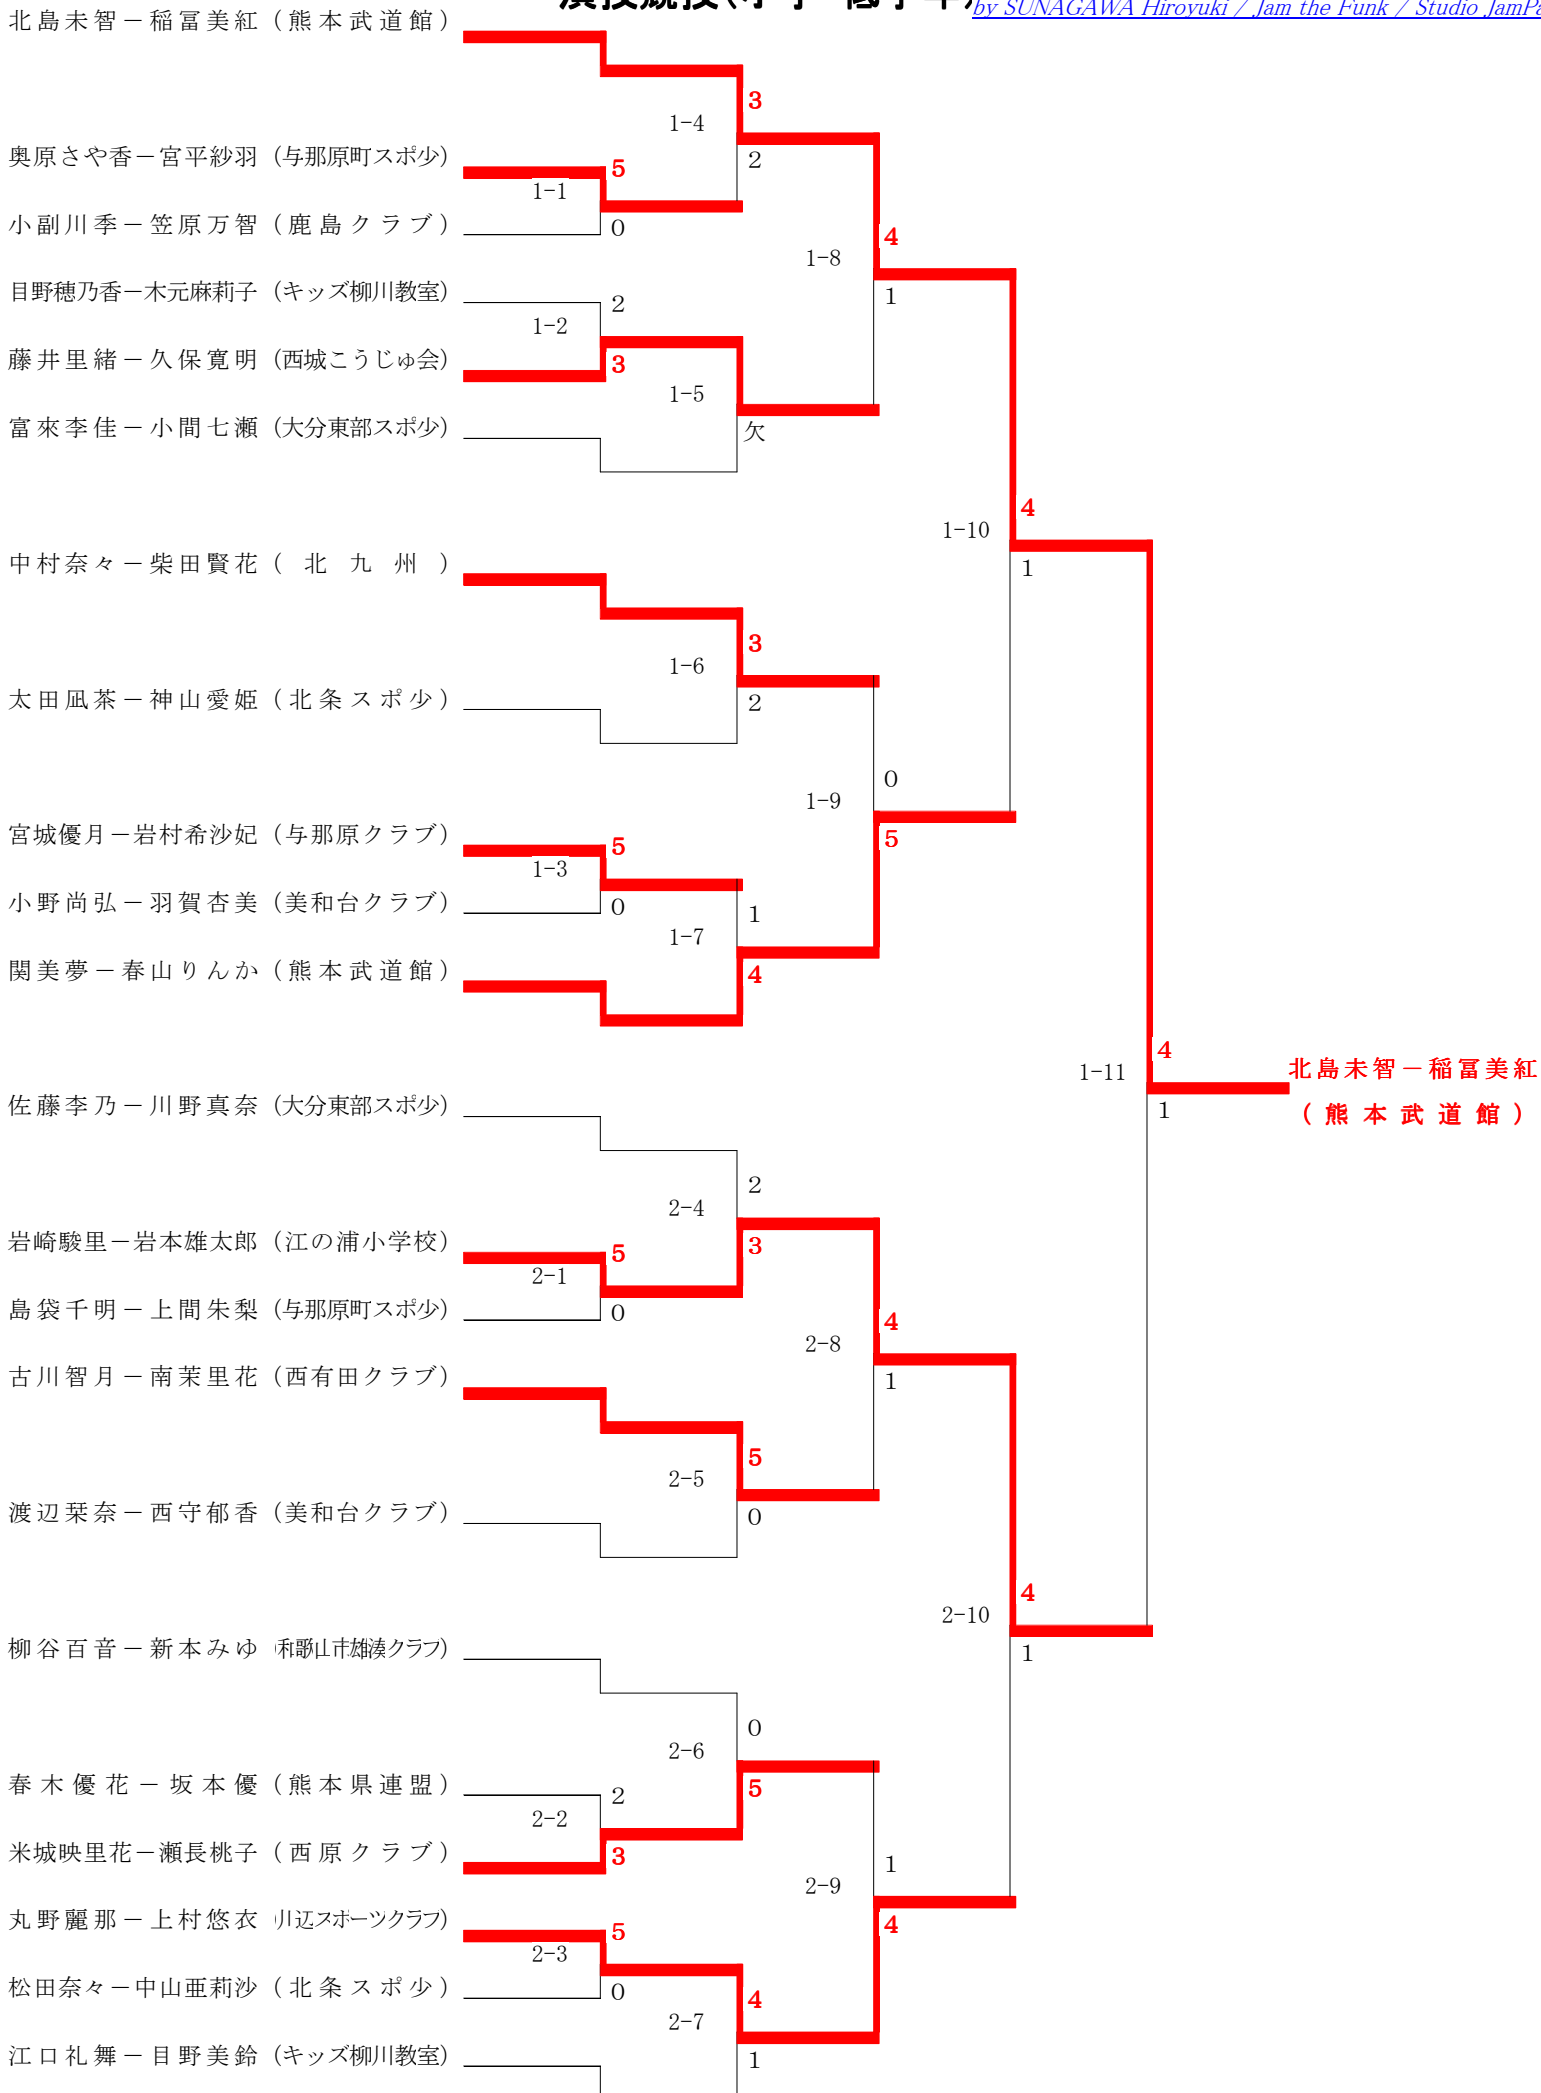 by SUNAGAWA Hiroyuki / Jam the Funk / Studio JamPa
北島未智－稲冨美紅 (熊本武道館)
3
1-4
2
奥原さや香－宮平紗羽 (与那原町スポ少)
5
1-1
小副川季－笠原万智 (鹿島クラブ)
0
4
1-8
1
目野穂乃香－木元麻莉子 (キッズ柳川教室)
2
1-2
藤井里緒－久保寛明 (西城こうじゅ会)
3
1-5
富來李佳－小間七瀬 (大分東部スポ少)
欠
4
1-10
1
中村奈々－柴田賢花 (北九州)
3
1-6
2
太田凪茶－神山愛姫 (北条スポ少)
0
1-9
5
宮城優月－岩村希沙妃 (与那原クラブ)
5
1-3
小野尚弘－羽賀杏美 (美和台クラブ)
0
1
1-7
4
関美夢－春山りんか (熊本武道館)
4
1-11
1
北島未智－稲冨美紅
(熊本武道館)
佐藤李乃－川野真奈 (大分東部スポ少)
2
2-4
3
岩崎駿里－岩本雄太郎 (江の浦小学校)
5
2-1
島袋千明－上間朱梨 (与那原町スポ少)
0
4
2-8
1
古川智月－南茉里花 (西有田クラブ)
5
2-5
0
渡辺栞奈－西守郁香 (美和台クラブ)
4
2-10
1
柳谷百音－新本みゆ (和歌山市雄湊クラブ)
0
2-6
5
春木優花－坂本優 (熊本県連盟)
2
2-2
米城映里花－瀬長桃子 (西原クラブ)
3
1
2-9
4
丸野麗那－上村悠衣 (川辺スポーツクラブ)
5
2-3
松田奈々－中山亜莉沙 (北条スポ少)
0
4
2-7
1
江口礼舞－目野美鈴 (キッズ柳川教室)